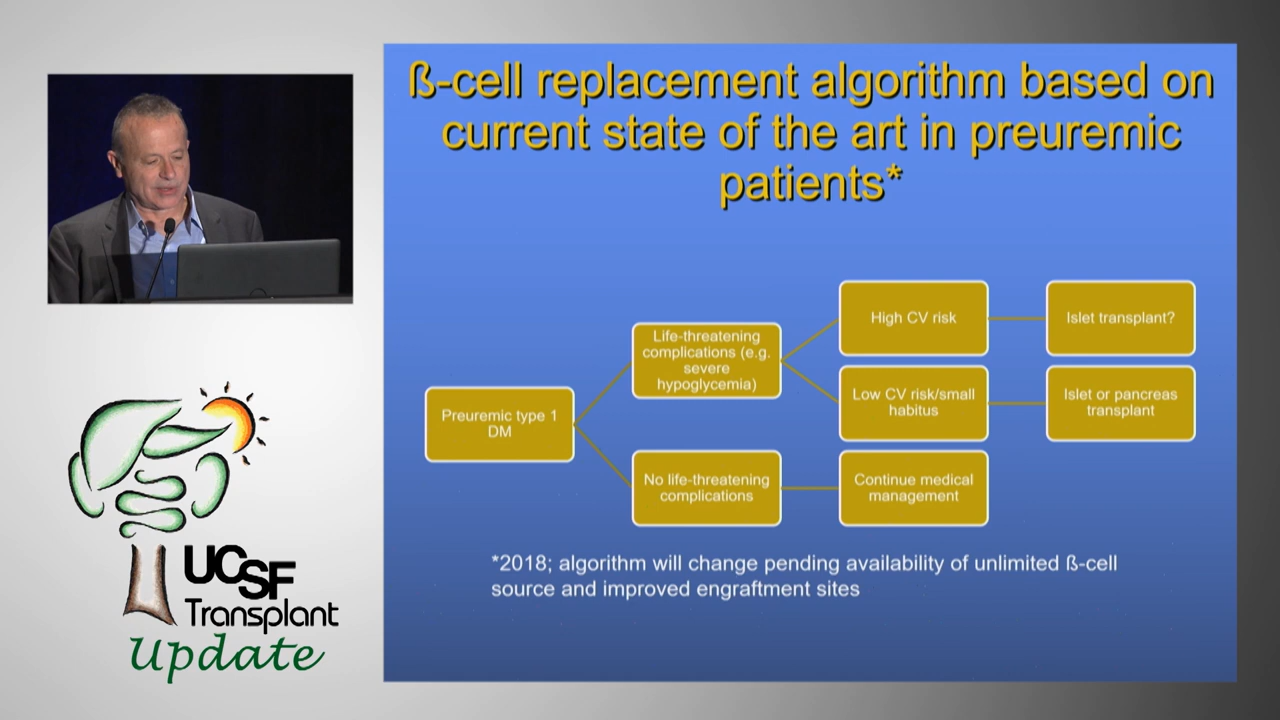 ß-cell replacement algorithm based on
current state of the art in preuremic
patients*
Preuremic type 1
DM
Life-threatening
complications (e.g.
severe
hypoglycemia)
No life-threatening
complications
High CV risk
Low CV risk/small
habitus
Continue medical
management
Islet transplant?
Islet or pancreas
transplant
*2018; algorithm will change pending availability of unlimited ß-cell
source and improved engraftment sites
UCSF
Transplant
Update